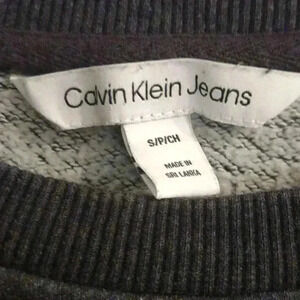 Calvin Klein Jeans
S/P/CH
MADE IN
SRI LANKA